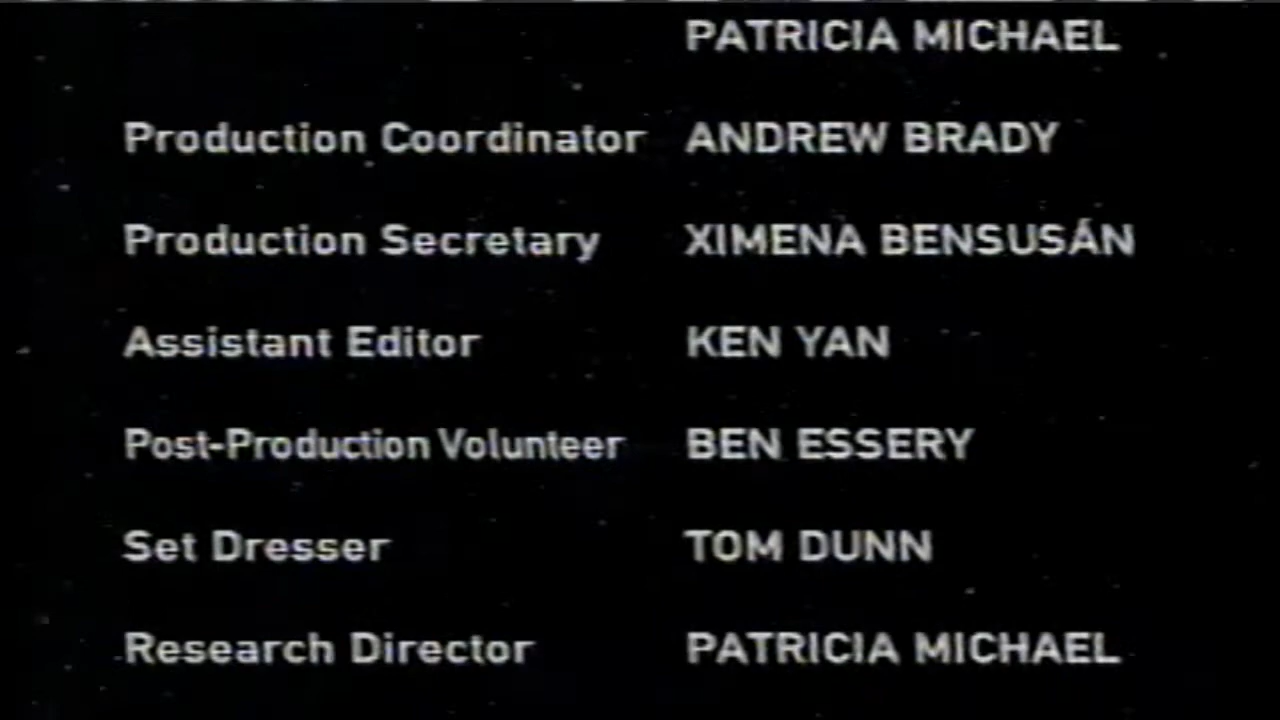 PATRICIA MICHAEL
Production Coordinator ANDREW BRADY
Production Secretary XIMENA BENSUSÁN
Assistant Editor KEN YAN
Post-Production Volunteer BEN ESSERY
Set Dresser TOM DUNN
Research Director PATRICIA MICHAEL